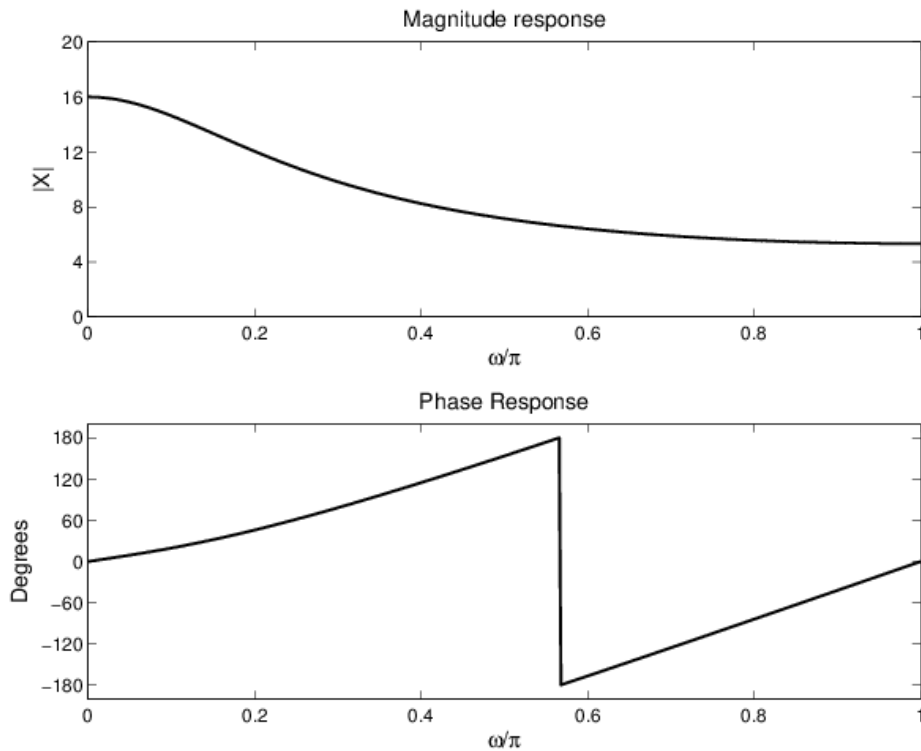 Magnitude response
20
16
12
8
4
0
|X|
0 0.2 0.4 0.6 0.8 1
ω/π
Phase Response
180
120
60
0
−60
−120
−180
Degrees
0 0.2 0.4 0.6 0.8 1
ω/π